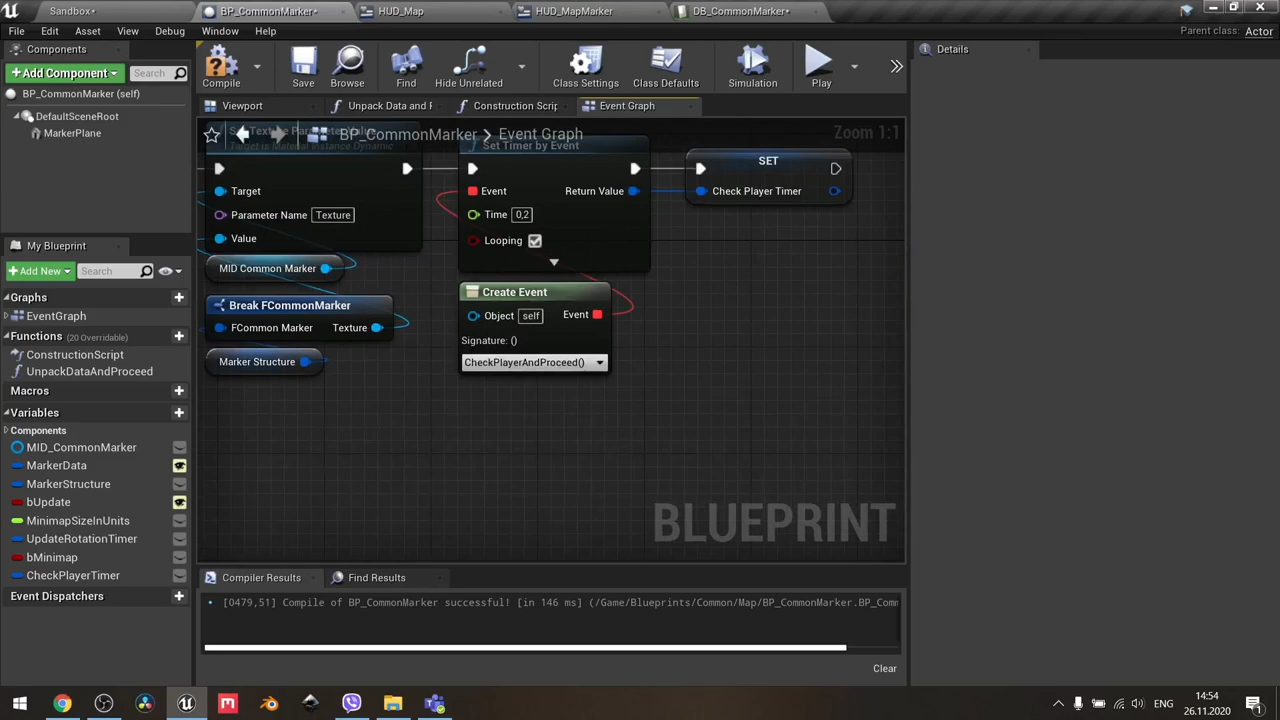 Sandbox•
BP_CommonMarker•
HUD_Map
HUD_MapMarker
DB_CommonMarker•
File
Edit
Asset
View
Debug
Window
Help
Parent class: Actor
Components
+ Add Component
Search
BP_CommonMarker (self)
DefaultSceneRoot
MarkerPlane
Compile
Save
Browse
Find
Hide Unrelated
Class Settings
Class Defaults
Simulation
Play
Details
Viewport
Unpack Data and
Construction Scrip
Event Graph
BP_CommonMarker
Event Graph
Zoom 1:1
Target is Material Instance Dynamic
Target
Parameter Name
Texture
Value
MID Common Marker
Break FCommonMarker
FCommon Marker
Texture
Marker Structure
Set Timer by Event
Event
Return Value
Time
0,2
Looping
Create Event
Object
self
Event
Signature: ()
CheckPlayerAndProceed()
SET
Check Player Timer
BLUEPRINT
My Blueprint
+ Add New
Search
Graphs
EventGraph
Functions (20 Overridable)
ConstructionScript
UnpackDataAndProceed
Macros
Variables
Components
MID_CommonMarker
MarkerData
MarkerStructure
bUpdate
MinimapSizeInUnits
UpdateRotationTimer
bMinimap
CheckPlayerTimer
Event Dispatchers
Compiler Results
Find Results
• [0479,51] Compile of BP_CommonMarker successful! [in 146 ms] (/Game/Blueprints/Common/Map/BP_CommonMarker.BP_Comm
Clear
ENG
14:54
26.11.2020